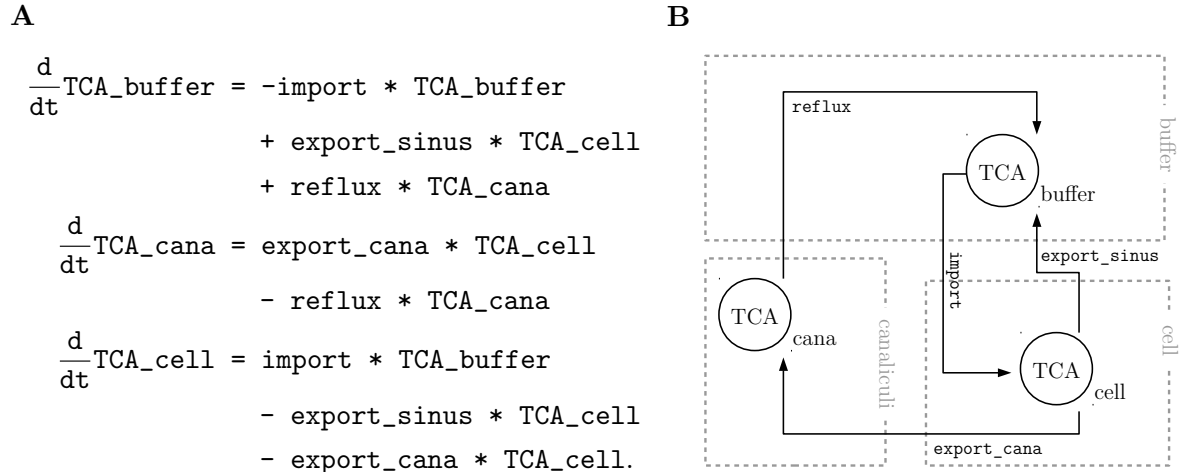 A
d/dt TCA_buffer = -import * TCA_buffer
+ export_sinus * TCA_cell
+ reflux * TCA_cana
d/dt TCA_cana = export_cana * TCA_cell
- reflux * TCA_cana
d/dt TCA_cell = import * TCA_buffer
- export_sinus * TCA_cell
- export_cana * TCA_cell.
B
reflux
buffer
TCA
buffer
import
export_sinus
TCA
cana
canaliculi
cell
TCA
cell
export_cana